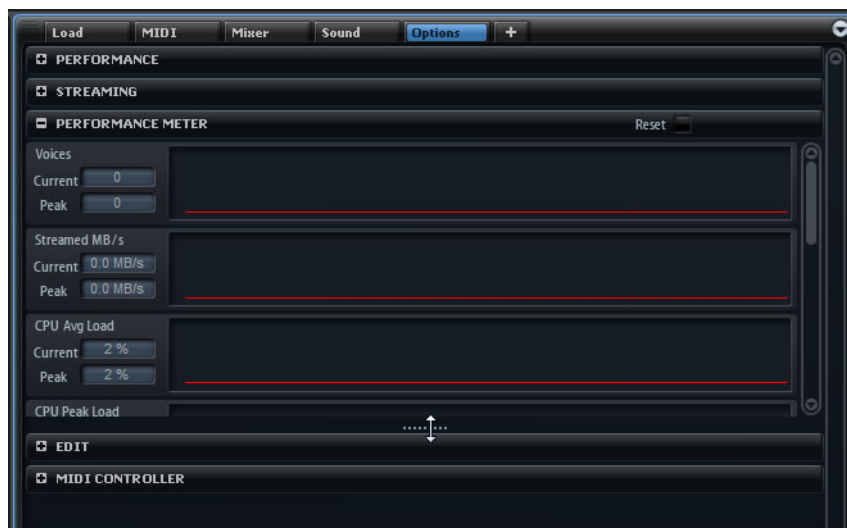 Load MIDI Mixer Sound Options +
PERFORMANCE
STREAMING
PERFORMANCE METER Reset
Voices
Current 0
Peak 0
Streamed MB/s
Current 0.0 MB/s
Peak 0.0 MB/s
CPU Avg Load
Current 2 %
Peak 2 %
CPU Peak Load
EDIT
MIDI CONTROLLER